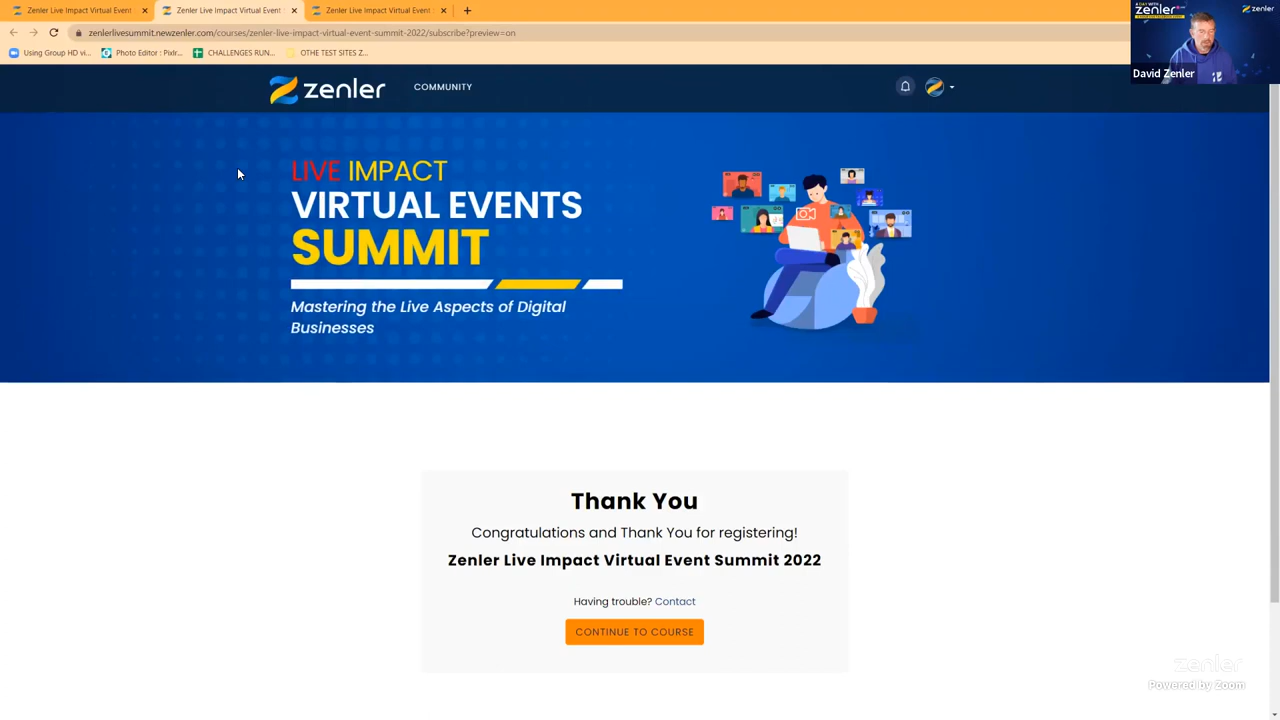 Zenler Live Impact Virtual Event
Zenler Live Impact Virtual Event
Zenler Live Impact Virtual Event
zenlerlivesummit.newzenler.com/courses/zenler-live-impact-virtual-event-summit-2022/subscribe?preview=on
Using Group HD vi...
Photo Editor : Pixlr...
CHALLENGES RUN...
OTHE TEST SITES Z...
A DAY WITH
zenler
zenler
David Zenler
zenler
COMMUNITY
LIVE IMPACT
VIRTUAL EVENTS
SUMMIT
Mastering the Live Aspects of Digital
Businesses
Thank You
Congratulations and Thank You for registering!
Zenler Live Impact Virtual Event Summit 2022
Having trouble? Contact
CONTINUE TO COURSE
zenler
Powered by Zoom